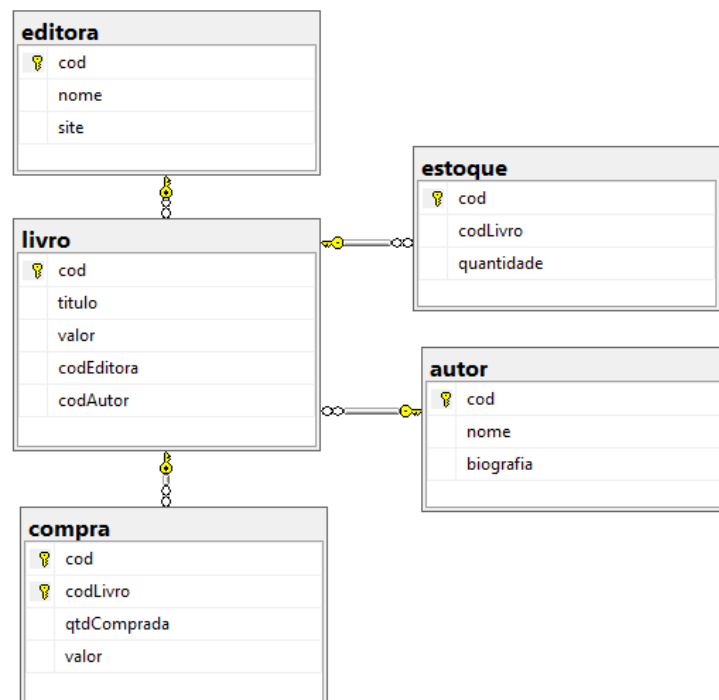 editora
cod
nome
site
estoque
cod
codLivro
quantidade
livro
cod
titulo
valor
codEditora
codAutor
autor
cod
nome
biografia
compra
cod
codLivro
qtdComprada
valor